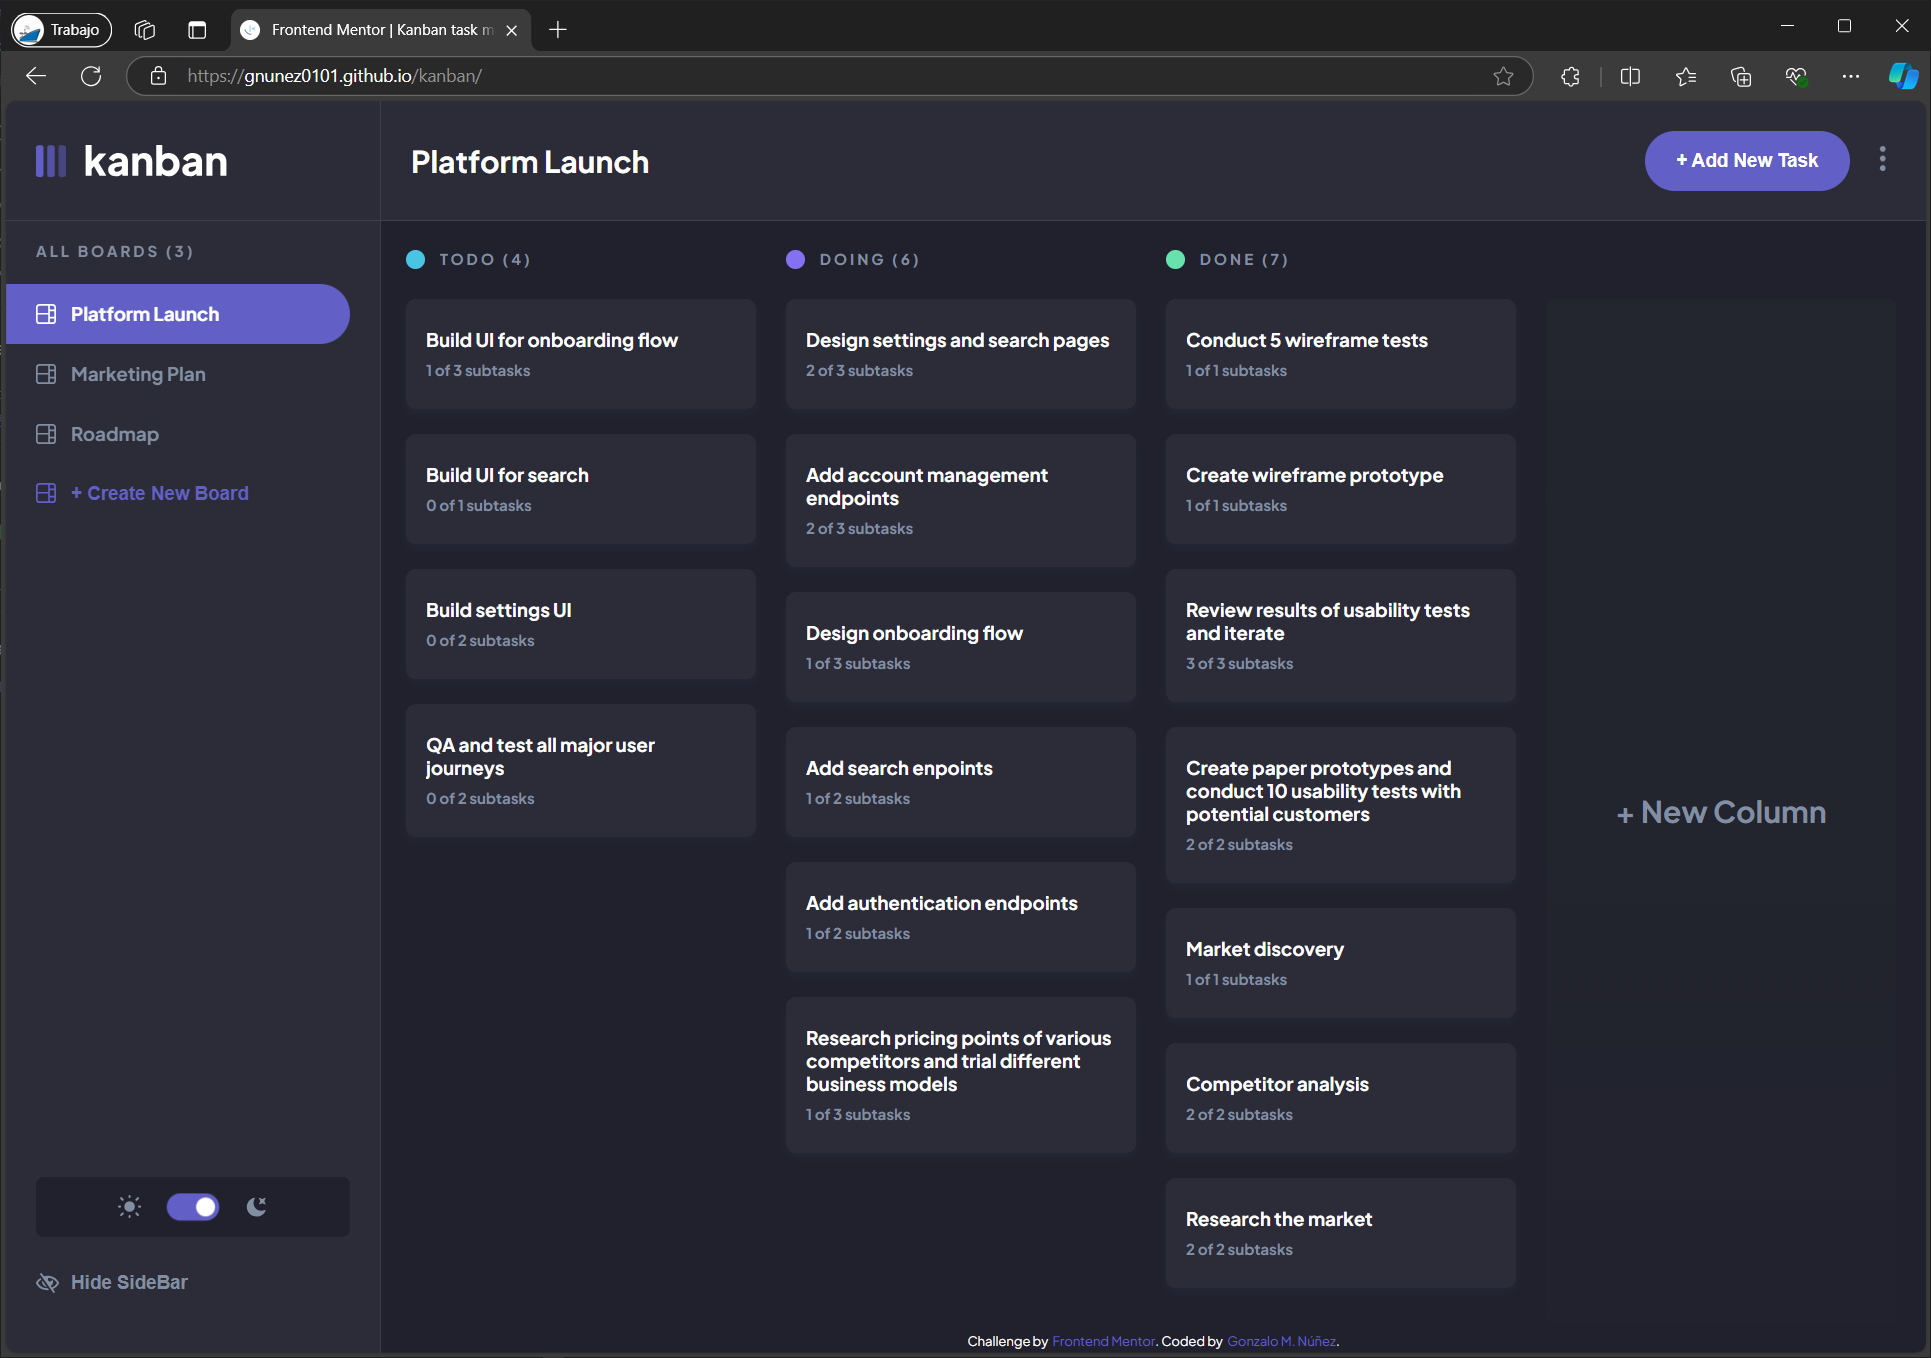 Trabajo
Frontend Mentor | Kanban task m
https://gnunez0101.github.io/kanban/
kanban
Platform Launch
+ Add New Task
ALL BOARDS (3)
Platform Launch
Marketing Plan
Roadmap
+ Create New Board
Hide SideBar
TODO (4)
Build UI for onboarding flow
1 of 3 subtasks
Build UI for search
0 of 1 subtasks
Build settings UI
0 of 2 subtasks
QA and test all major user
journeys
0 of 2 subtasks
DOING (6)
Design settings and search pages
2 of 3 subtasks
Add account management
endpoints
2 of 3 subtasks
Design onboarding flow
1 of 3 subtasks
Add search enpoints
1 of 2 subtasks
Add authentication endpoints
1 of 2 subtasks
Research pricing points of various
competitors and trial different
business models
1 of 3 subtasks
DONE (7)
Conduct 5 wireframe tests
1 of 1 subtasks
Create wireframe prototype
1 of 1 subtasks
Review results of usability tests
and iterate
3 of 3 subtasks
Create paper prototypes and
conduct 10 usability tests with
potential customers
2 of 2 subtasks
Market discovery
1 of 1 subtasks
Competitor analysis
2 of 2 subtasks
Research the market
2 of 2 subtasks
+ New Column
Challenge by Frontend Mentor. Coded by Gonzalo M. Núñez.